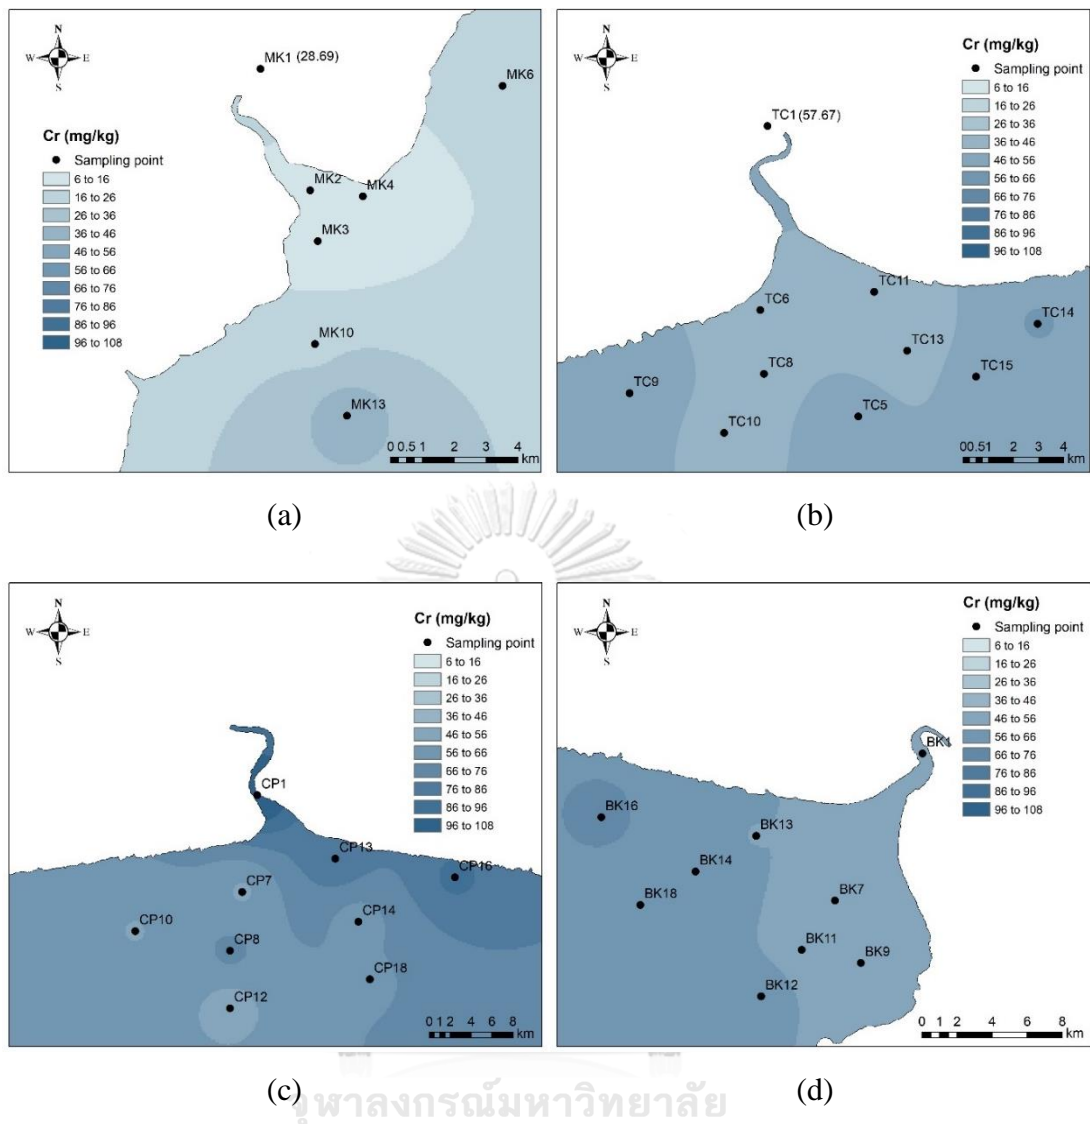 N
W E
S
MK1 (28.69)
MK6
Cr (mg/kg)
Sampling point
6 to 16
16 to 26
26 to 36
36 to 46
46 to 56
56 to 66
66 to 76
76 to 86
86 to 96
96 to 108
MK2
MK4
MK3
MK10
MK13
0 0.5 1 2 3 4
km
(a)
N
W E
S
Cr (mg/kg)
Sampling point
6 to 16
16 to 26
26 to 36
36 to 46
46 to 56
56 to 66
66 to 76
76 to 86
86 to 96
96 to 108
TC1 (57.67)
TC11
TC6
TC14
TC13
TC8
TC15
TC9
TC5
TC10
00.51 2 3 4
km
(b)
N
W E
S
Cr (mg/kg)
Sampling point
6 to 16
16 to 26
26 to 36
36 to 46
46 to 56
56 to 66
66 to 76
76 to 86
86 to 96
96 to 108
CP1
CP13
CP16
CP7
CP14
CP10
CP8
CP18
CP12
0 1 2 4 6 8
km
(c)
N
W E
S
Cr (mg/kg)
Sampling point
6 to 16
16 to 26
26 to 36
36 to 46
46 to 56
56 to 66
66 to 76
76 to 86
86 to 96
96 to 108
BK1
BK16
BK13
BK14
BK18
BK7
BK11
BK9
BK12
0 1 2 4 6 8
km
(d)
จุฬาลงกรณ์มหาวิทยาลัย